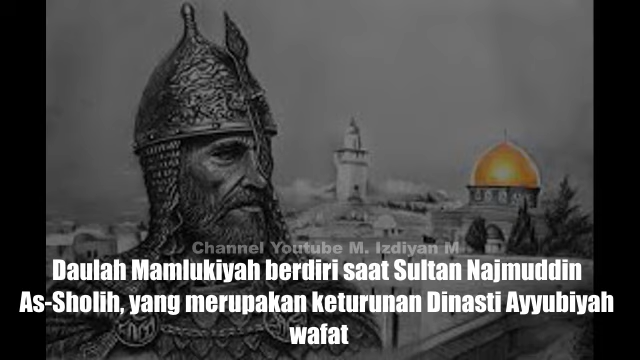 Channel Youtube M. Izdiyan M
Daulah Mamlukiyah berdiri saat Sultan Najmuddin
As-Sholih, yang merupakan keturunan Dinasti Ayyubiyah
wafat